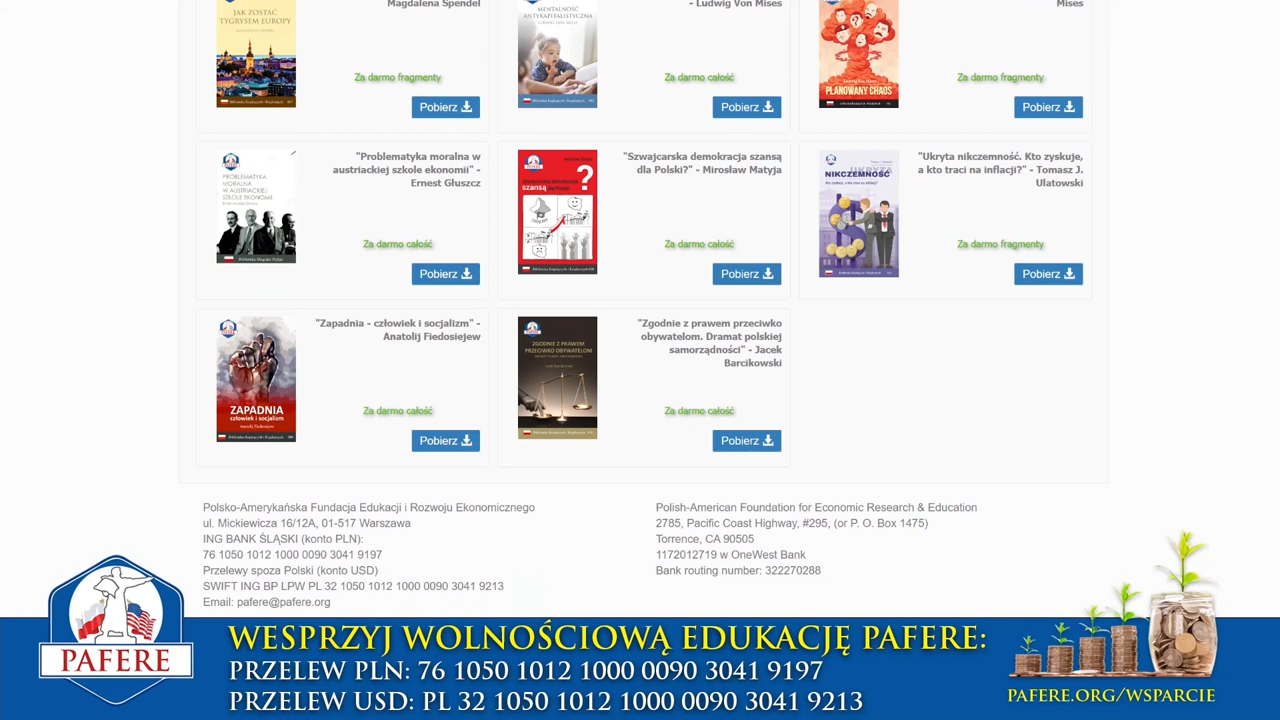 Magdalena Spendel
JAK ZOSTAĆ
TYGRYSEM EUROPY
Za darmo fragmenty
Pobierz
- Ludwig Von Mises
MENTALNOŚĆ
ANTYKAPITALISTYCZNA
Za darmo całość
Pobierz
Mises
PLANOWANY CHAOS
Za darmo fragmenty
Pobierz
"Problematyka moralna w
austriackiej szkole ekonomii" -
Ernest Głuszcz
PROBLEMATYKA
MORALNA
W AUSTRIACKIEJ
SZKOLE EKONOMII
Za darmo całość
Pobierz
"Szwajcarska demokracja szansą
dla Polski?" - Mirosław Matyja
szansą dla Polski
?
Za darmo całość
Pobierz
"Ukryta nikczemność. Kto zyskuje,
a kto traci na inflacji?" - Tomasz J.
Ulatowski
UKRYTA
NIKCZEMNOŚĆ
Za darmo fragmenty
Pobierz
"Zapadnia - człowiek i socjalizm" -
Anatolij Fiedosiejew
ZAPADNIA
człowiek i socjalizm
Anatolij Fiedosiejew
Za darmo całość
Pobierz
"Zgodnie z prawem przeciwko
obywatelom. Dramat polskiej
samorządności" - Jacek
Barcikowski
ZGODNIE Z PRAWEM
PRZECIWKO OBYWATELOM
Za darmo całość
Pobierz
Polsko-Amerykańska Fundacja Edukacji i Rozwoju Ekonomicznego
ul. Mickiewicza 16/12A, 01-517 Warszawa
ING BANK ŚLĄSKI (konto PLN):
76 1050 1012 1000 0090 3041 9197
Przelewy spoza Polski (konto USD)
SWIFT ING BP LPW PL 32 1050 1012 1000 0090 3041 9213
Email: pafere@pafere.org
Polish-American Foundation for Economic Research & Education
2785, Pacific Coast Highway, #295, (or P. O. Box 1475)
Torrence, CA 90505
1172012719 w OneWest Bank
Bank routing number: 322270288
PAFERE
WESPRZYJ WOLNOŚCIOWĄ EDUKACJĘ PAFERE:
PRZELEW PLN: 76 1050 1012 1000 0090 3041 9197
PRZELEW USD: PL 32 1050 1012 1000 0090 3041 9213
PAFERE.ORG/WSPARCIE